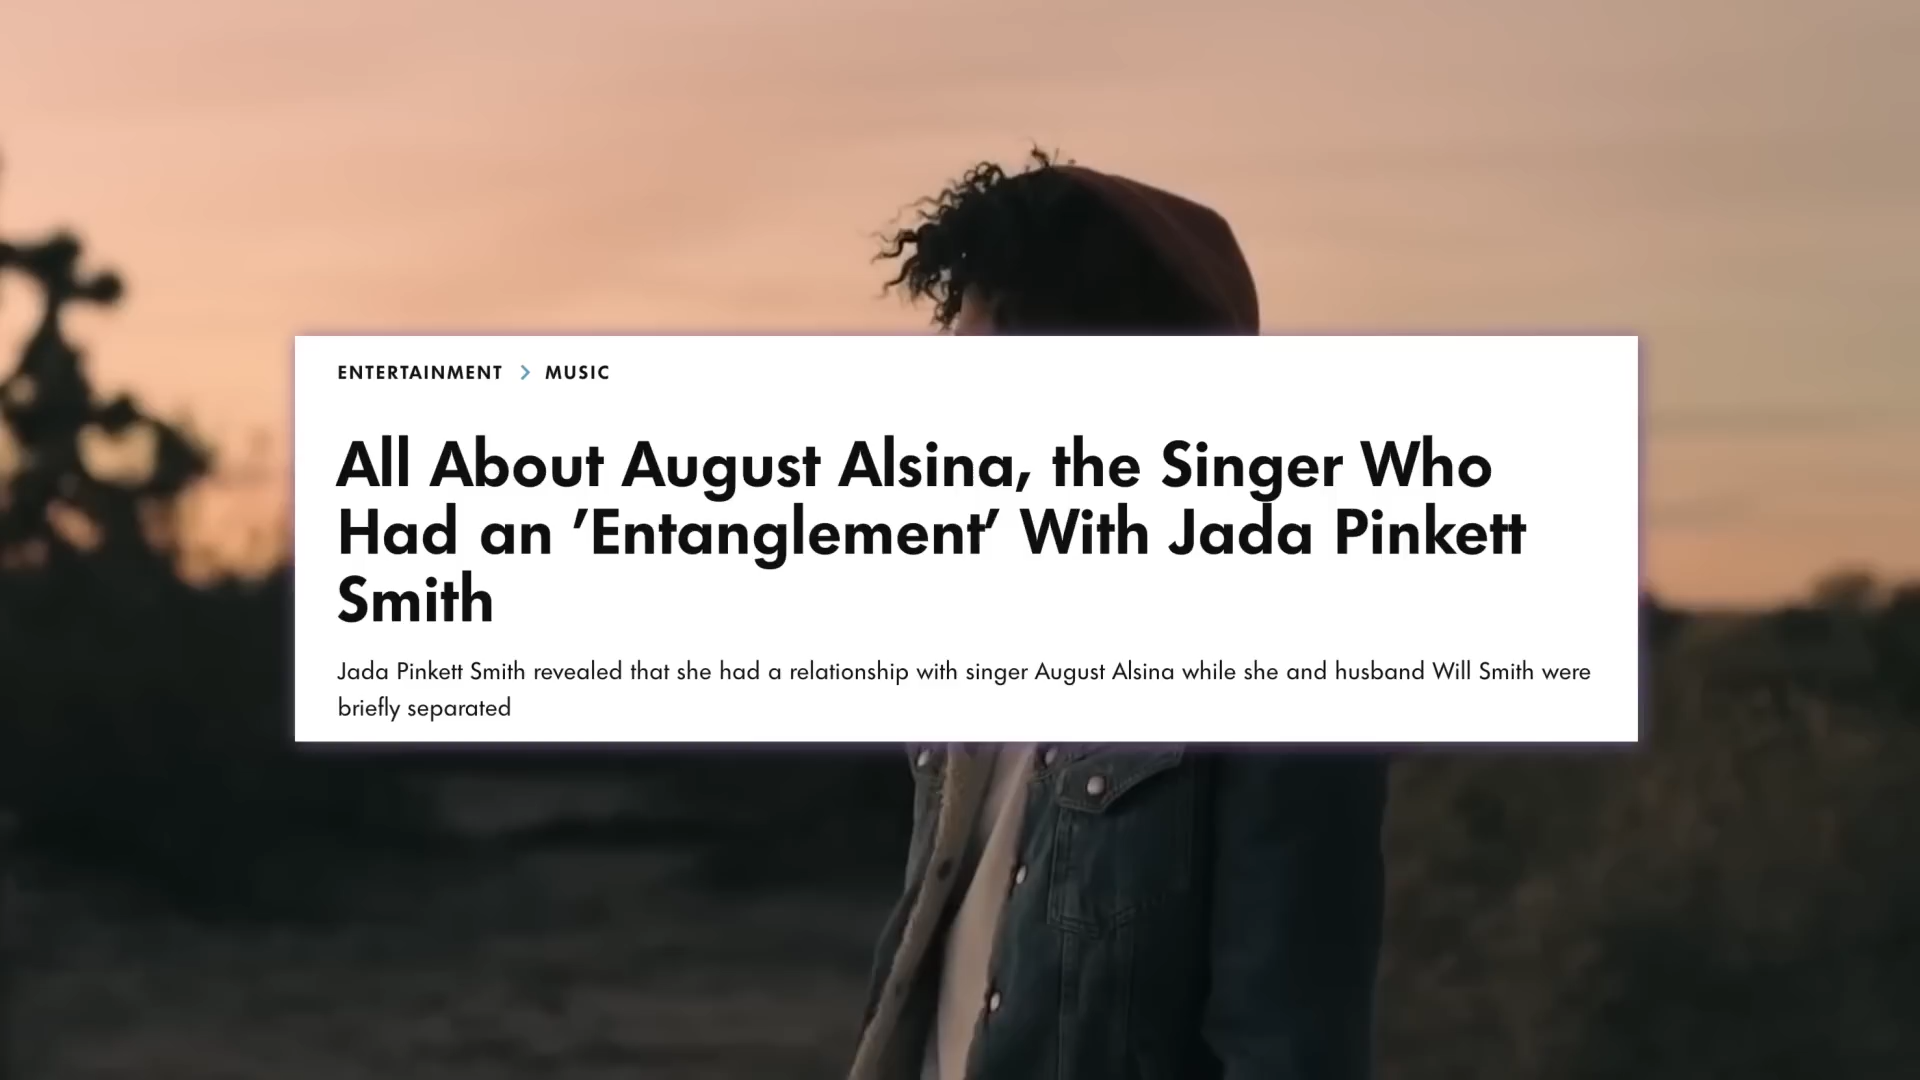 ENTERTAINMENT > MUSIC
All About August Alsina, the Singer Who
Had an ’Entanglement’ With Jada Pinkett
Smith
Jada Pinkett Smith revealed that she had a relationship with singer August Alsina while she and husband Will Smith were
briefly separated